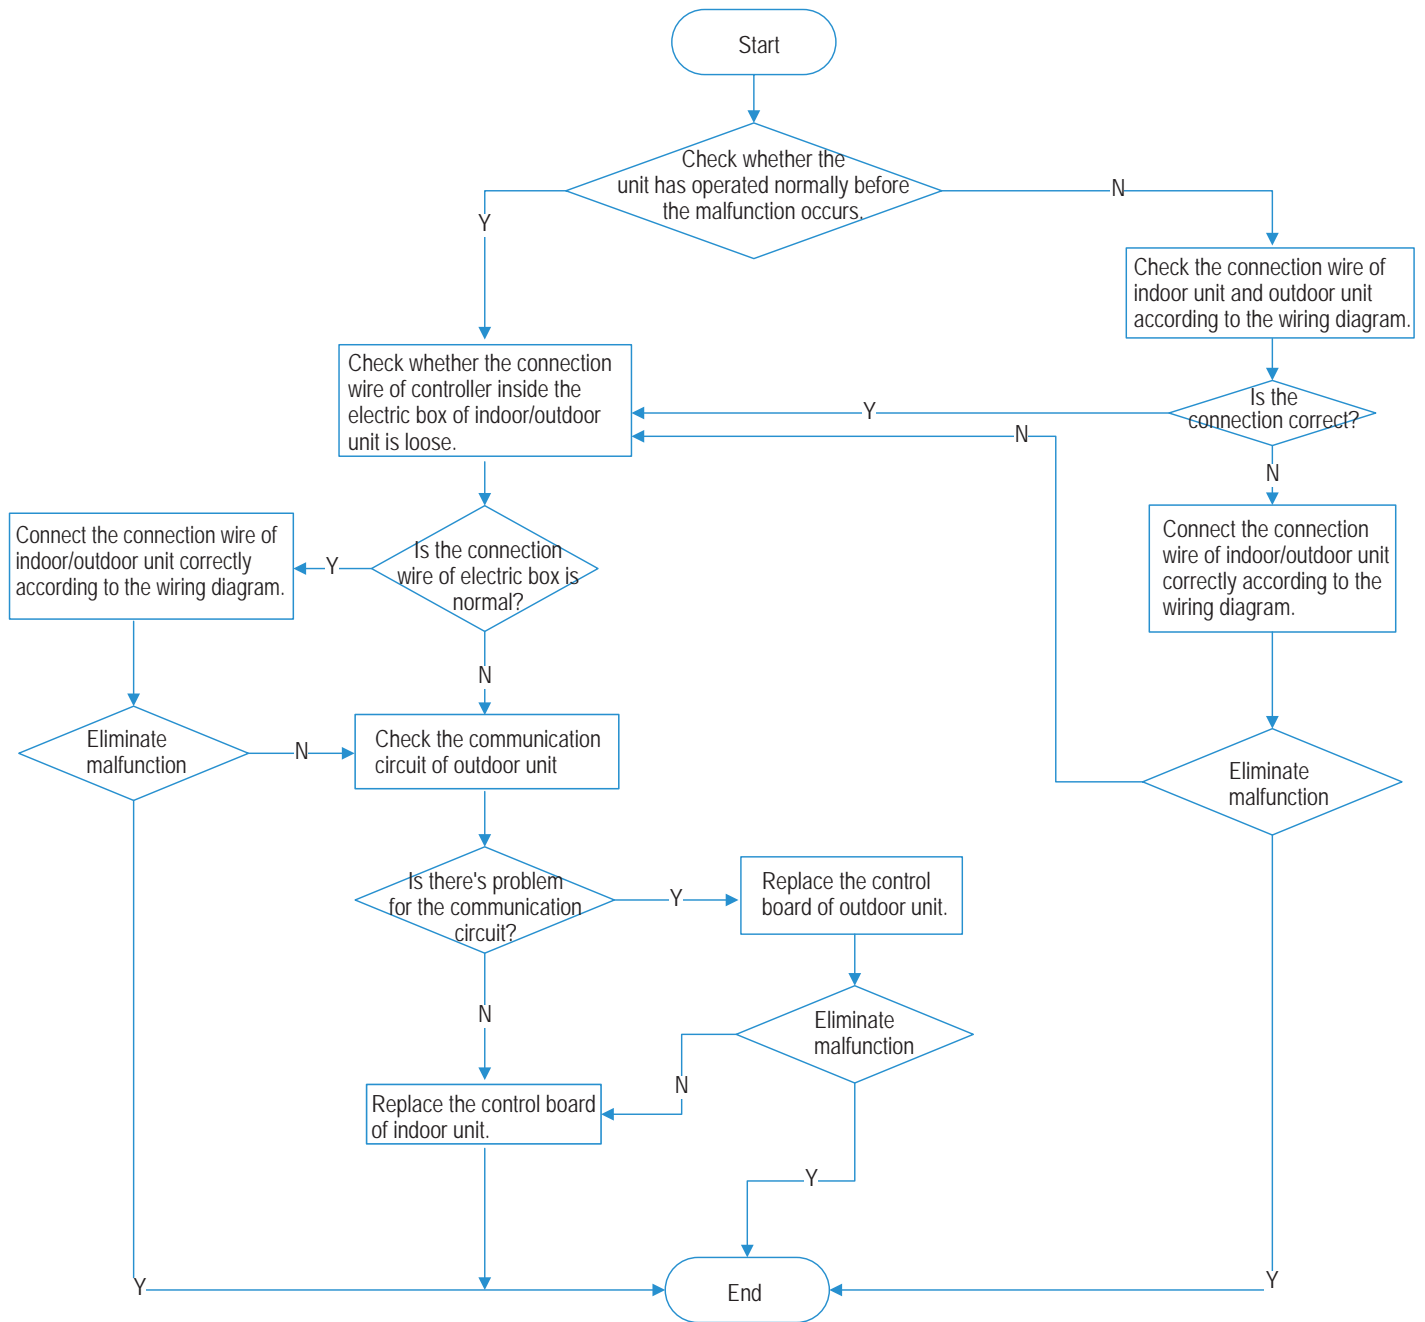 Start
Check whether the
unit has operated normally before
the malfunction occurs.
N
Y
Check the connection wire of
indoor unit and outdoor unit
according to the wiring diagram.
Check whether the connection
wire of controller inside the
electric box of indoor/outdoor
unit is loose.
Y
Is the
connection correct?
N
N
Connect the connection wire of
indoor/outdoor unit correctly
according to the wiring diagram.
Y
Is the connection
wire of electric box is
normal?
Connect the connection
wire of indoor/outdoor unit
correctly according to the
wiring diagram.
N
Eliminate
malfunction
N
Check the communication
circuit of outdoor unit
Eliminate
malfunction
Is there's problem
for the communication
circuit?
Y
Replace the control
board of outdoor unit.
N
Eliminate
malfunction
N
Replace the control board
of indoor unit.
Y
Y
End
Y